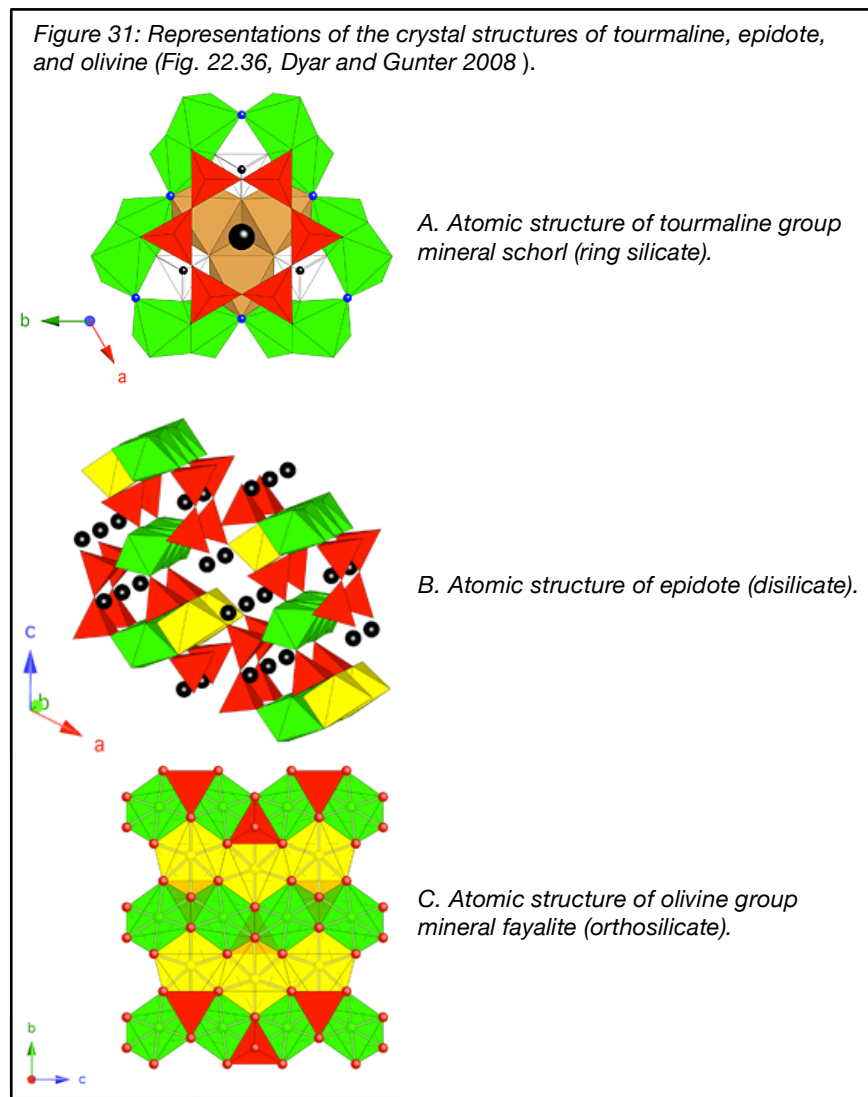 Figure 31: Representations of the crystal structures of tourmaline, epidote,
and olivine (Fig. 22.36, Dyar and Gunter 2008 ).
A. Atomic structure of tourmaline group
mineral schorl (ring silicate).
b
a
B. Atomic structure of epidote (disilicate).
c
b
a
C. Atomic structure of olivine group
mineral fayalite (orthosilicate).
b
c